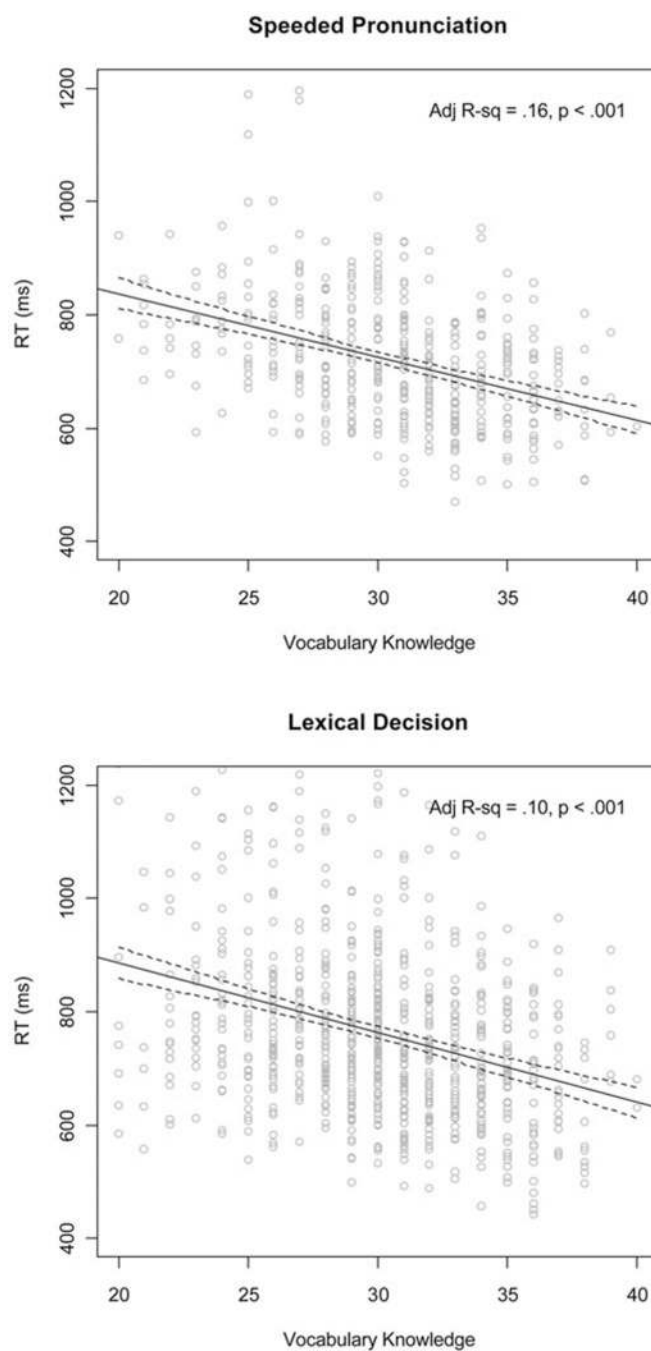 Speeded Pronunciation
Adj R-sq = .16, p < .001
1200
1000
800
600
400
RT (ms)
20 25 30 35 40
Vocabulary Knowledge
Lexical Decision
Adj R-sq = .10, p < .001
1200
1000
800
600
400
RT (ms)
20 25 30 35 40
Vocabulary Knowledge